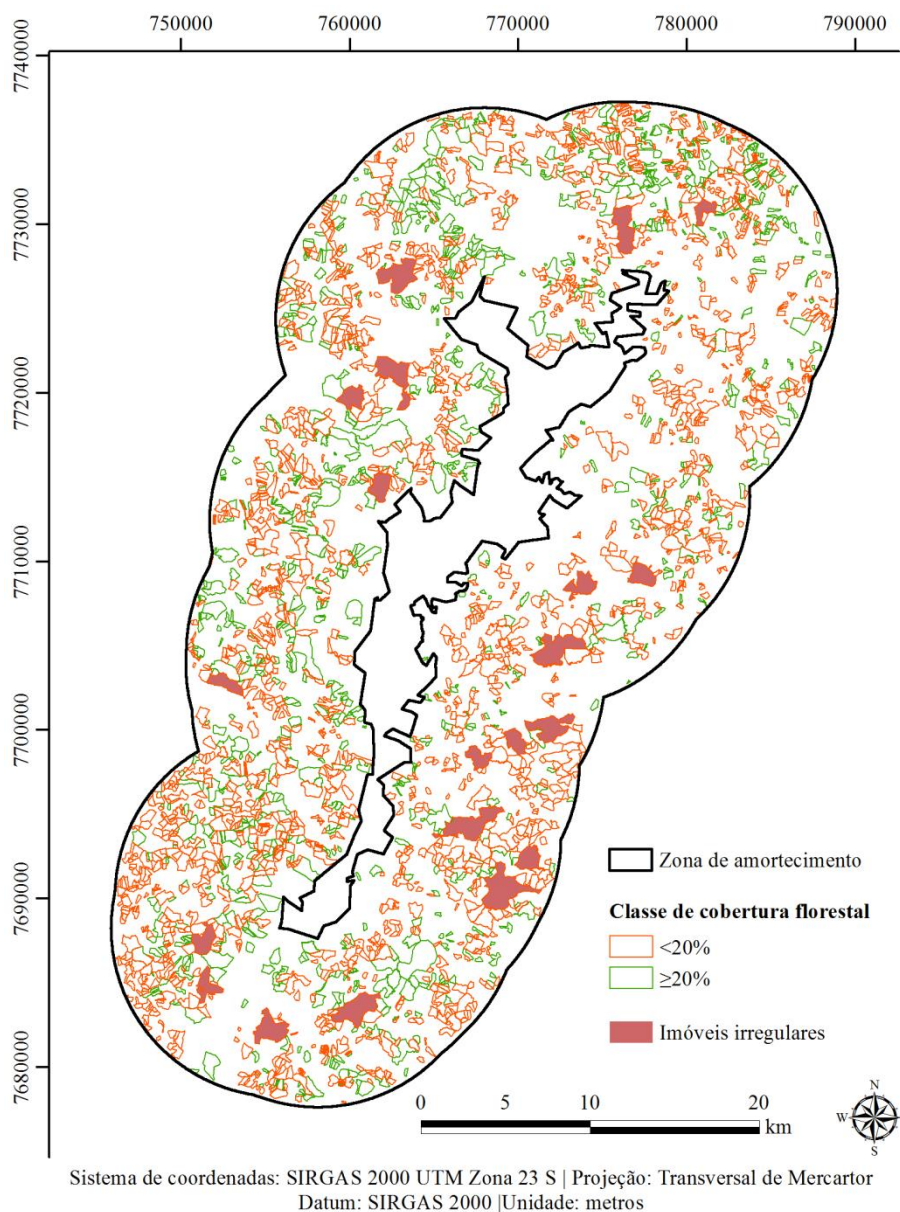 750000 760000 770000 780000 790000
7740000
7730000
7720000
7710000
7700000
7690000
7680000
Zona de amortecimento
Classe de cobertura florestal
<20%
≥20%
Imóveis irregulares
0 5 10 20
km
N
W
S
Sistema de coordenadas: SIRGAS 2000 UTM Zona 23 S | Projeção: Transversal de Mercartor
Datum: SIRGAS 2000 |Unidade: metros